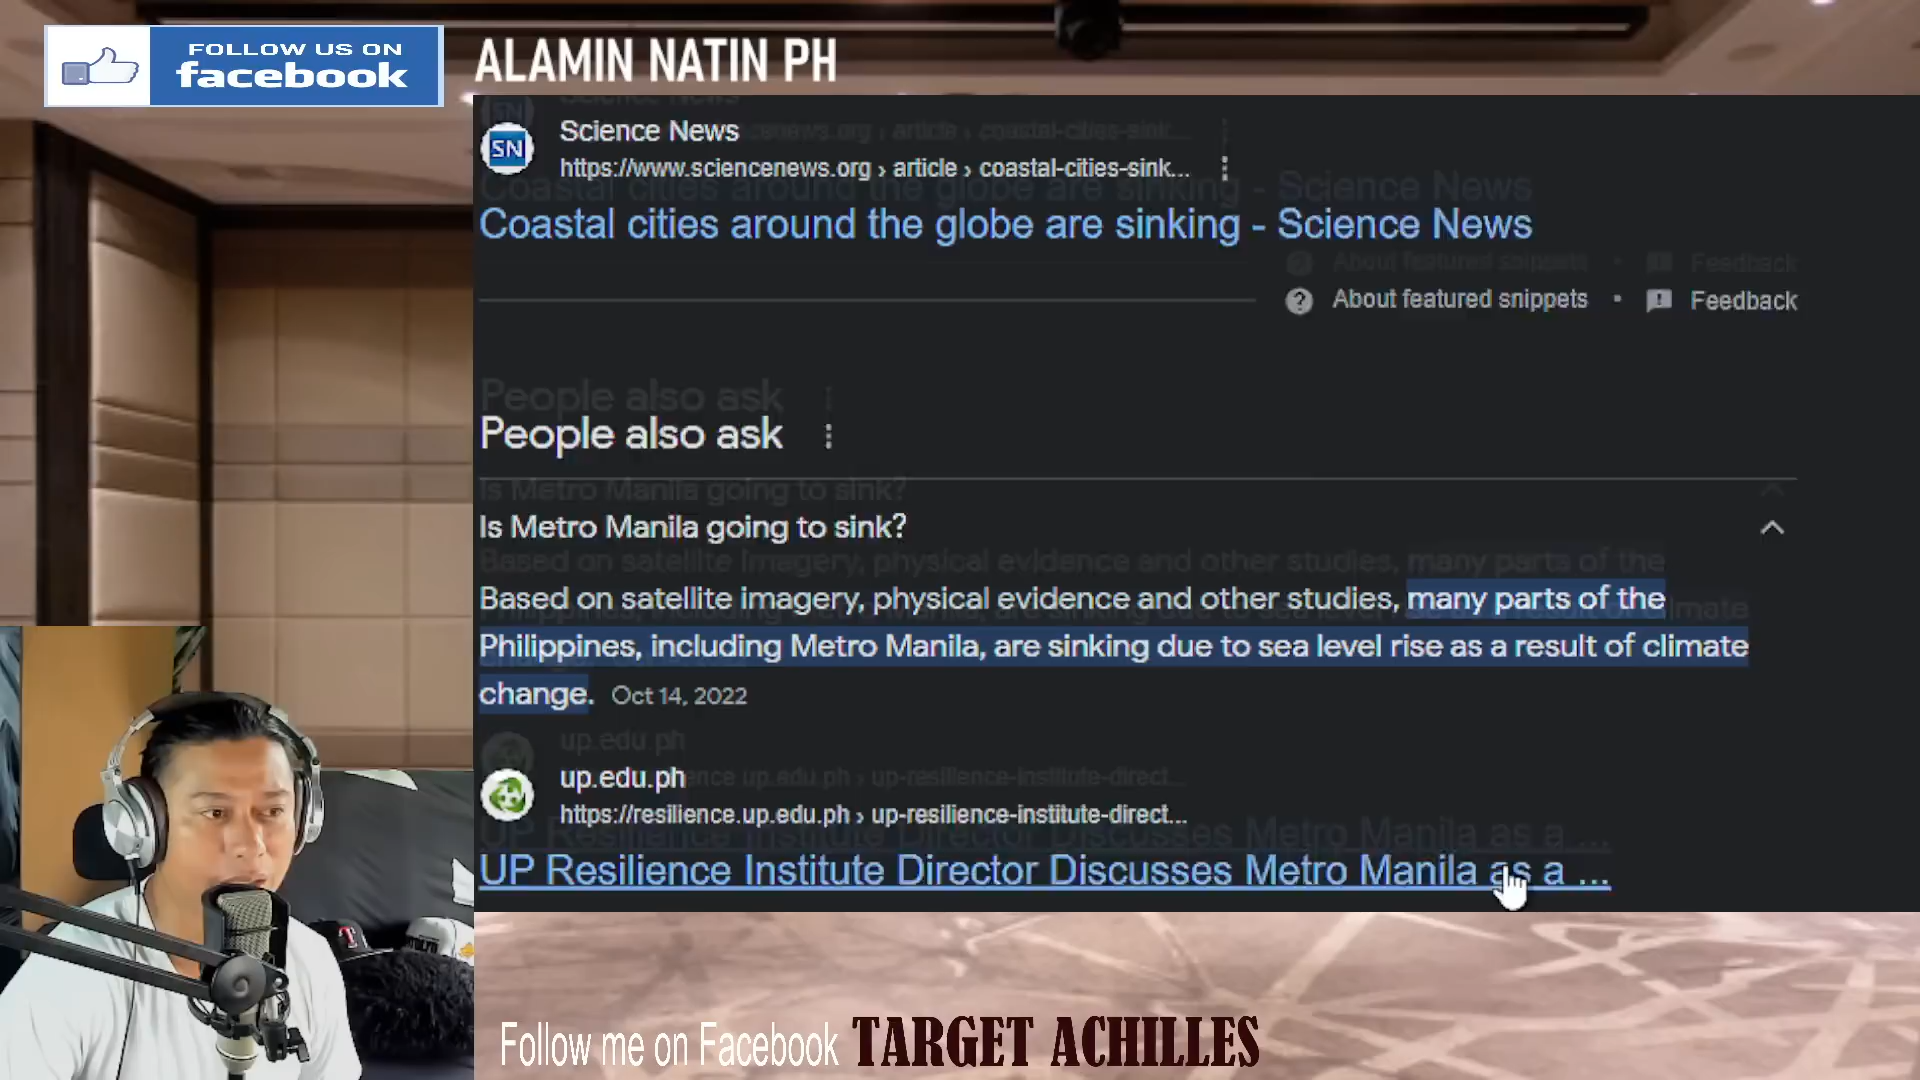 FOLLOW US ON
facebook
ALAMIN NATIN PH
SN
Science News
https://www.sciencenews.org › article › coastal-cities-sink...
Coastal cities around the globe are sinking - Science News
About featured snippets • Feedback
People also ask
Is Metro Manila going to sink?
Based on satellite imagery, physical evidence and other studies, many parts of the
Philippines, including Metro Manila, are sinking due to sea level rise as a result of climate
change. Oct 14, 2022
up.edu.ph
https://resilience.up.edu.ph › up-resilience-institute-direct...
UP Resilience Institute Director Discusses Metro Manila as a ...
T
Follow me on Facebook TARGET ACHILLES